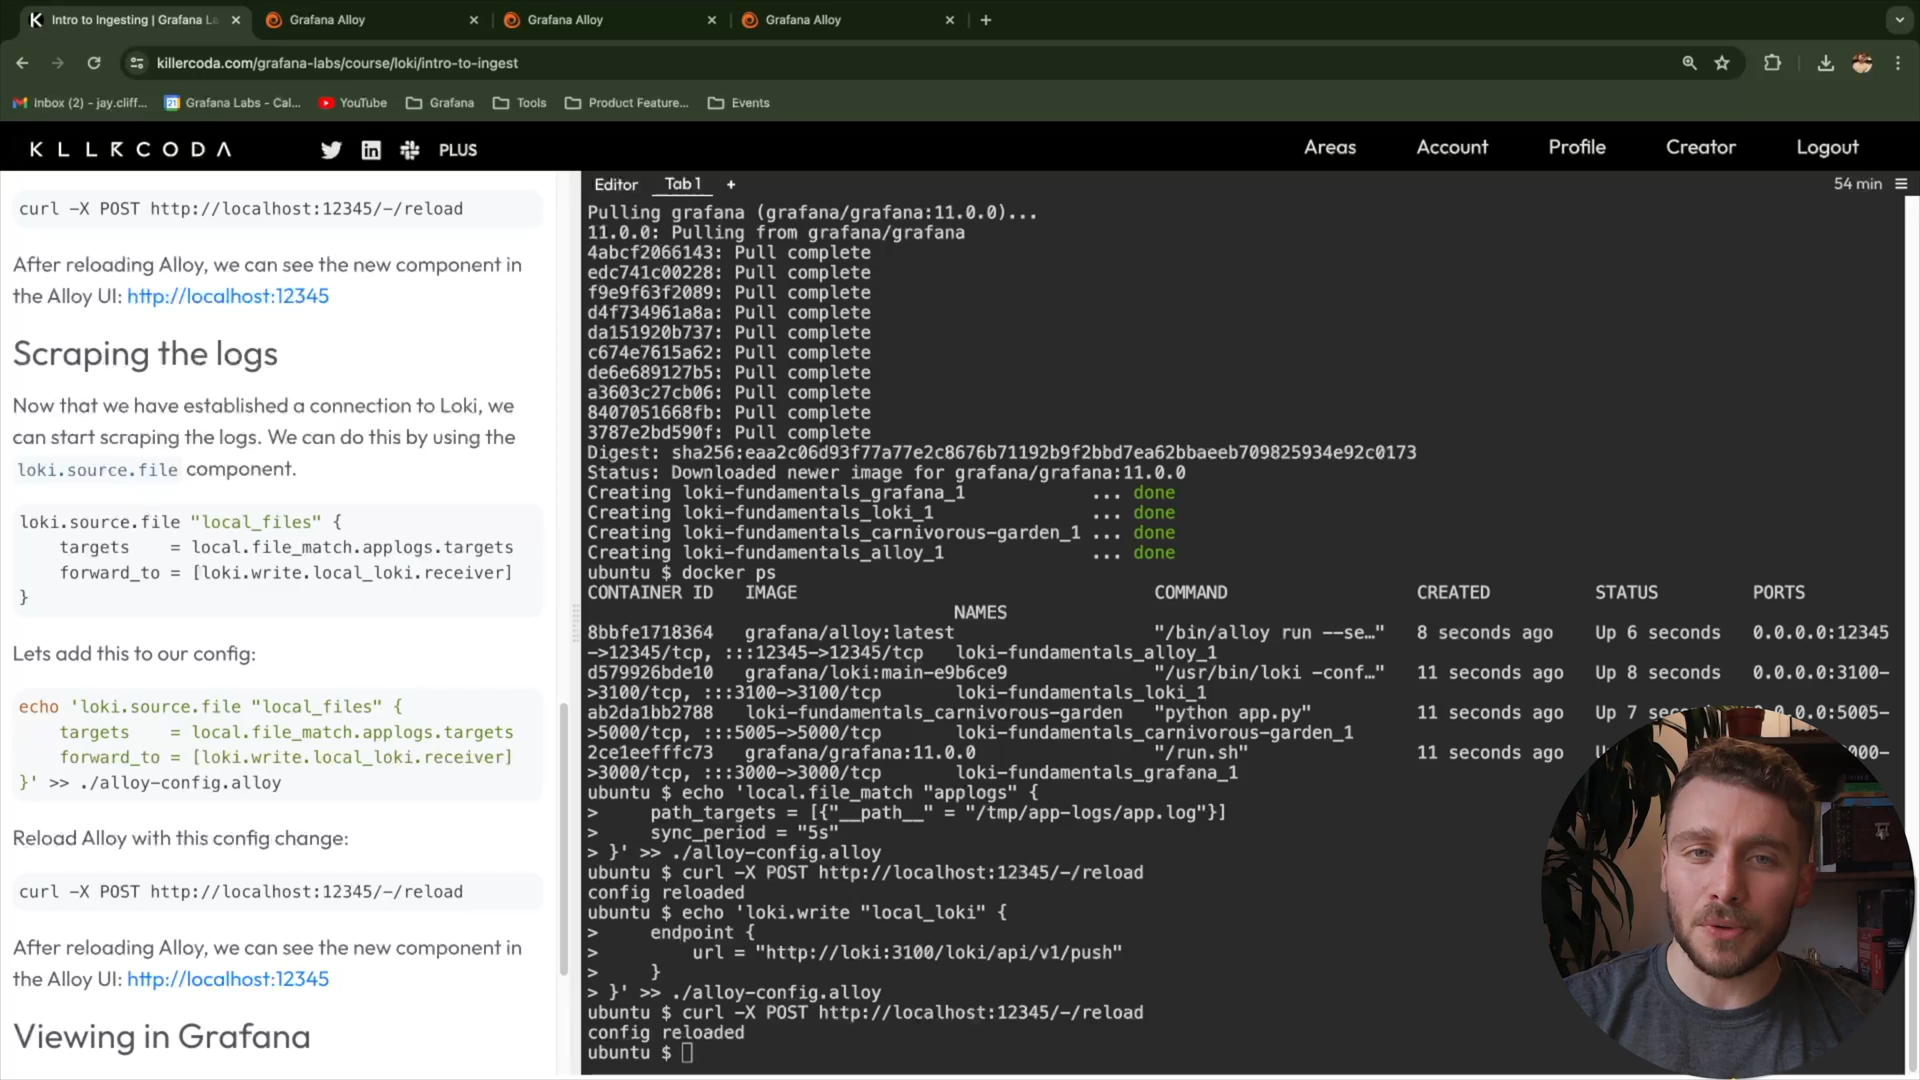 Intro to Ingesting | Grafana La
Grafana Alloy
Grafana Alloy
Grafana Alloy
killercoda.com/grafana-labs/course/loki/intro-to-ingest
Inbox (2) - jay.cliff...
Grafana Labs - Cal...
YouTube
Grafana
Tools
Product Feature...
Events
KLLRCODA
PLUS
Areas
Account
Profile
Creator
Logout
curl -X POST http://localhost:12345/-/reload
After reloading Alloy, we can see the new component in
the Alloy UI: http://localhost:12345
Scraping the logs
Now that we have established a connection to Loki, we
can start scraping the logs. We can do this by using the
loki.source.file component.
loki.source.file "local_files" {
targets    = local.file_match.applogs.targets
forward_to = [loki.write.local_loki.receiver]
}
Lets add this to our config:
echo 'loki.source.file "local_files" {
targets    = local.file_match.applogs.targets
forward_to = [loki.write.local_loki.receiver]
}' >> ./alloy-config.alloy
Reload Alloy with this config change:
curl -X POST http://localhost:12345/-/reload
After reloading Alloy, we can see the new component in
the Alloy UI: http://localhost:12345
Viewing in Grafana
Editor
Tab 1
+
54 min
Pulling grafana (grafana/grafana:11.0.0)...
11.0.0: Pulling from grafana/grafana
4abcf2066143: Pull complete
edc741c00228: Pull complete
f9e9f63f2089: Pull complete
d4f734961a8a: Pull complete
da151920b737: Pull complete
c674e7615a62: Pull complete
de6e689127b5: Pull complete
a3603c27cb06: Pull complete
8407051668fb: Pull complete
3787e2bd590f: Pull complete
Digest: sha256:eaa2c06d93f77a77e2c8676b71192b9f2bbd7ea62bbaeeb709825934e92c0173
Status: Downloaded newer image for grafana/grafana:11.0.0
Creating loki-fundamentals_grafana_1 ... done
Creating loki-fundamentals_loki_1 ... done
Creating loki-fundamentals_carnivorous-garden_1 ... done
Creating loki-fundamentals_alloy_1 ... done
ubuntu $ docker ps
CONTAINER ID   IMAGE   COMMAND   CREATED   STATUS   PORTS
NAMES
8bbfe1718364   grafana/alloy:latest   "/bin/alloy run --se…"   8 seconds ago   Up 6 seconds   0.0.0.0:12345
->12345/tcp, :::12345->12345/tcp   loki-fundamentals_alloy_1
d579926bde10   grafana/loki:main-e9b6ce9   "/usr/bin/loki -conf…"   11 seconds ago   Up 8 seconds   0.0.0.0:3100-
>3100/tcp, :::3100->3100/tcp   loki-fundamentals_loki_1
ab2da1bb2788   loki-fundamentals_carnivorous-garden   "python app.py"   11 seconds ago   Up 7 0.0.0:5005-
>5000/tcp, :::5005->5000/tcp   loki-fundamentals_carnivorous-garden_1
2ce1eefffc73   grafana/grafana:11.0.0   "/run.sh"   11 seconds ago
>3000/tcp, :::3000->3000/tcp   loki-fundamentals_grafana_1
ubuntu $ echo 'local.file_match "applogs" {
>     path_targets = [{"__path__" = "/tmp/app-logs/app.log"}]
>     sync_period = "5s"
> }' >> ./alloy-config.alloy
ubuntu $ curl -X POST http://localhost:12345/-/reload
config reloaded
ubuntu $ echo 'loki.write "local_loki" {
>     endpoint {
>         url = "http://loki:3100/loki/api/v1/push"
>     }
> }' >> ./alloy-config.alloy
ubuntu $ curl -X POST http://localhost:12345/-/reload
config reloaded
ubuntu $